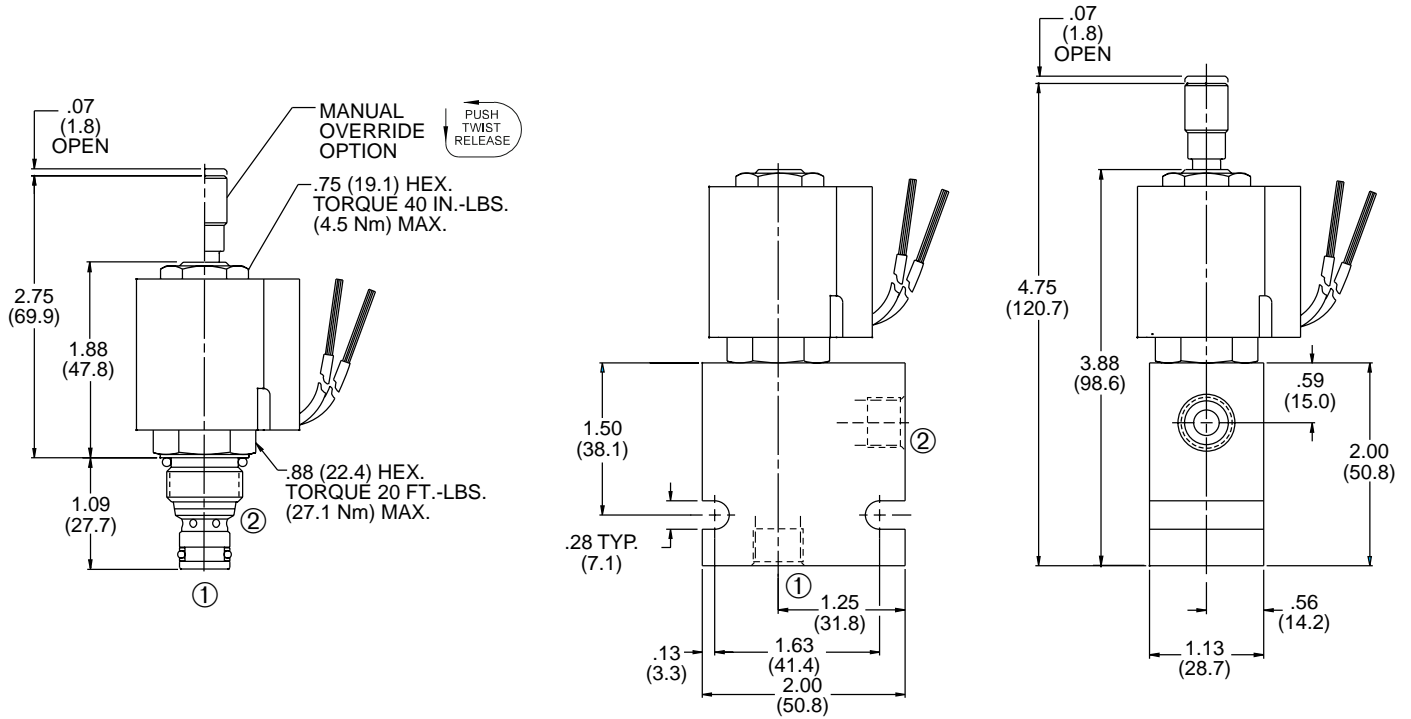 .07
(1.8)
OPEN
MANUAL
OVERRIDE
OPTION
PUSH
TWIST
RELEASE
.75 (19.1) HEX.
TORQUE 40 IN.-LBS.
(4.5 Nm) MAX.
2.75
(69.9)
1.88
(47.8)
1.09
(27.7)
.88 (22.4) HEX.
TORQUE 20 FT.-LBS.
(27.1 Nm) MAX.
②
①
1.50
(38.1)
②
.28 TYP.
(7.1)
①
1.25
(31.8)
.13
(3.3)
1.63
(41.4)
2.00
(50.8)
.07
(1.8)
OPEN
4.75
(120.7)
3.88
(98.6)
.59
(15.0)
2.00
(50.8)
.56
(14.2)
1.13
(28.7)